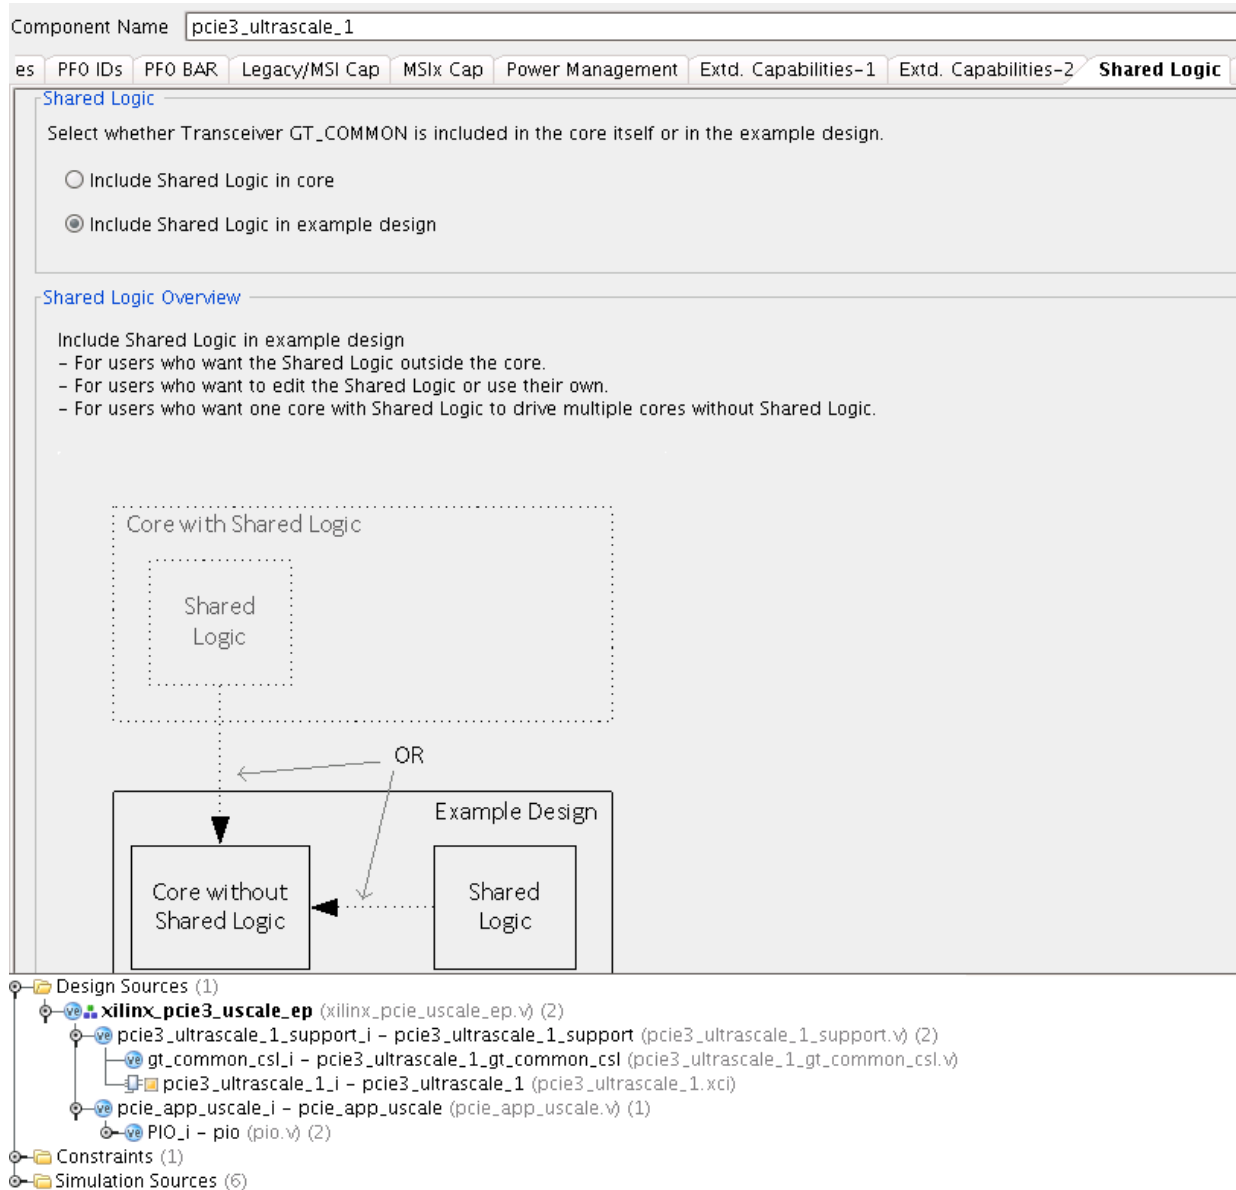 Component Name pcie3_ultrascale_1
es PF0 IDs PF0 BAR Legacy/MSI Cap MSIx Cap Power Management Extd. Capabilities-1 Extd. Capabilities-2 Shared Logic
Shared Logic
Select whether Transceiver GT_COMMON is included in the core itself or in the example design.
Include Shared Logic in core
Include Shared Logic in example design
Shared Logic Overview
Include Shared Logic in example design
– For users who want the Shared Logic outside the core.
– For users who want to edit the Shared Logic or use their own.
– For users who want one core with Shared Logic to drive multiple cores without Shared Logic.
Core with Shared Logic
Shared
Logic
OR
Example Design
Core without
Shared Logic
Shared
Logic
Design Sources (1)
xilinx_pcie3_uscale_ep (xilinx_pcie_uscale_ep.v) (2)
pcie3_ultrascale_1_support_i – pcie3_ultrascale_1_support (pcie3_ultrascale_1_support.v) (2)
gt_common_csl_i – pcie3_ultrascale_1_gt_common_csl (pcie3_ultrascale_1_gt_common_csl.v)
pcie3_ultrascale_1_i – pcie3_ultrascale_1 (pcie3_ultrascale_1.xci)
pcie_app_uscale_i – pcie_app_uscale (pcie_app_uscale.v) (1)
PIO_i – pio (pio.v) (2)
Constraints (1)
Simulation Sources (6)